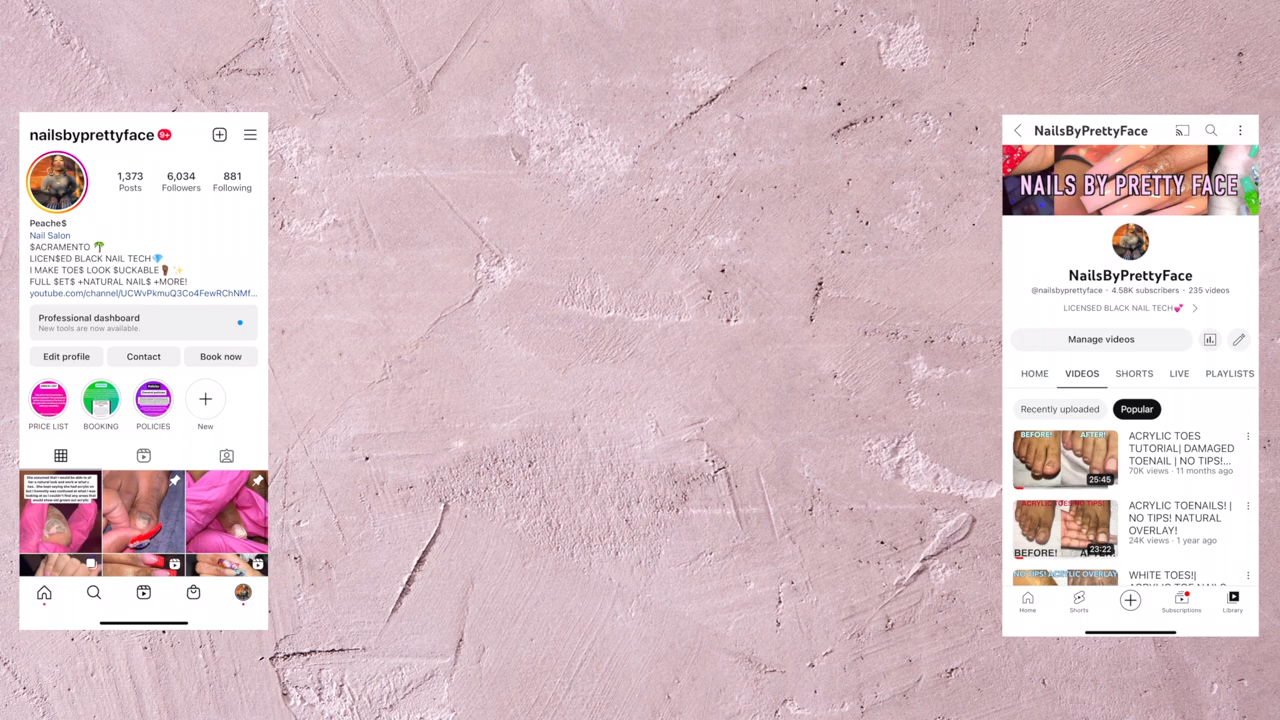 nailsbyprettyface 9+
1,373 6,034 881
Posts Followers Following
Peache$
Nail Salon
$ACRAMENTO
LICEN$ED BLACK NAIL TECH
I MAKE TOE$ LOOK $UCKABLE
FULL $ET$ +NATURAL NAIL$ +MORE!
youtube.com/channel/UCWvPkmuQ3Co4FewRChNMf...
Professional dashboard
New tools are now available.
Edit profile Contact Book now
PRICE LIST BOOKING POLICIES New
NailsByPrettyFace
NAILS BY PRETTY FACE
NailsByPrettyFace
@nailsbyprettyface · 4.58K subscribers · 235 videos
LICENSED BLACK NAIL TECH
Manage videos
HOME VIDEOS SHORTS LIVE PLAYLISTS
Recently uploaded Popular
BEFORE! AFTER!
25:45
ACRYLIC TOES
TUTORIAL| DAMAGED
TOENAIL | NO TIPS!...
70K views · 11 months ago
ACRYLIC TOENAILS! |
NO TIPS! NATURAL
OVERLAY!
24K views · 1 year ago
BEFORE!
23:22
NO TIPS! ACRYLIC OVERLAY
WHITE TOES!|
Home Shorts Subscriptions Library